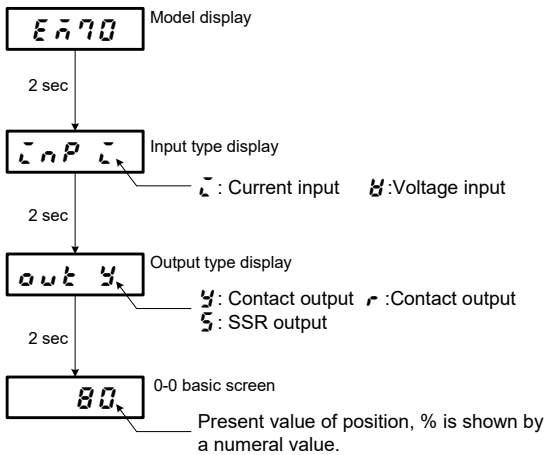 Em70
Model display
2 sec
inP i
Input type display
i : Current input
V :Voltage input
2 sec
out Y
Output type display
Y : Contact output
r :Contact output
S : SSR output
2 sec
80
0-0 basic screen
Present value of position, % is shown by
a numeral value.